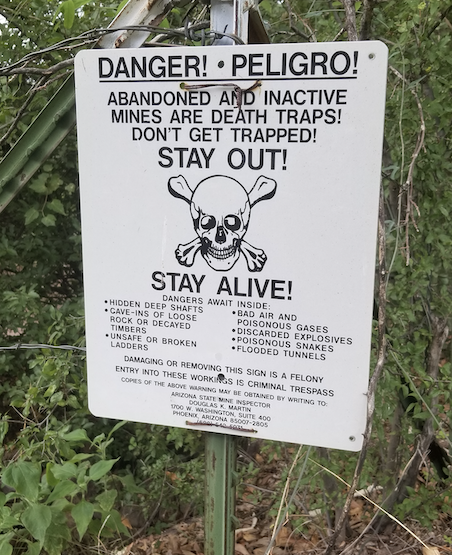 DANGER! • PELIGRO!
ABANDONED AND INACTIVE
MINES ARE DEATH TRAPS!
DON'T GET TRAPPED!
STAY OUT!
STAY ALIVE!
DANGERS AWAIT INSIDE:
• HIDDEN DEEP SHAFTS
• CAVE-INS OF LOOSE
ROCK OR DECAYED
TIMBERS
• UNSAFE OR BROKEN
LADDERS
• BAD AIR AND
POISONOUS GASES
• DISCARDED EXPLOSIVES
• POISONOUS SNAKES
• FLOODED TUNNELS
DAMAGING OR REMOVING THIS SIGN IS A FELONY
ENTRY INTO THESE WORKINGS IS CRIMINAL TRESPASS
COPIES OF THE ABOVE WARNING MAY BE OBTAINED BY WRITING TO:
ARIZONA STATE MINE INSPECTOR
DOUGLAS K. MARTIN
1700 W. WASHINGTON, SUITE 400
PHOENIX, ARIZONA 85007-2805